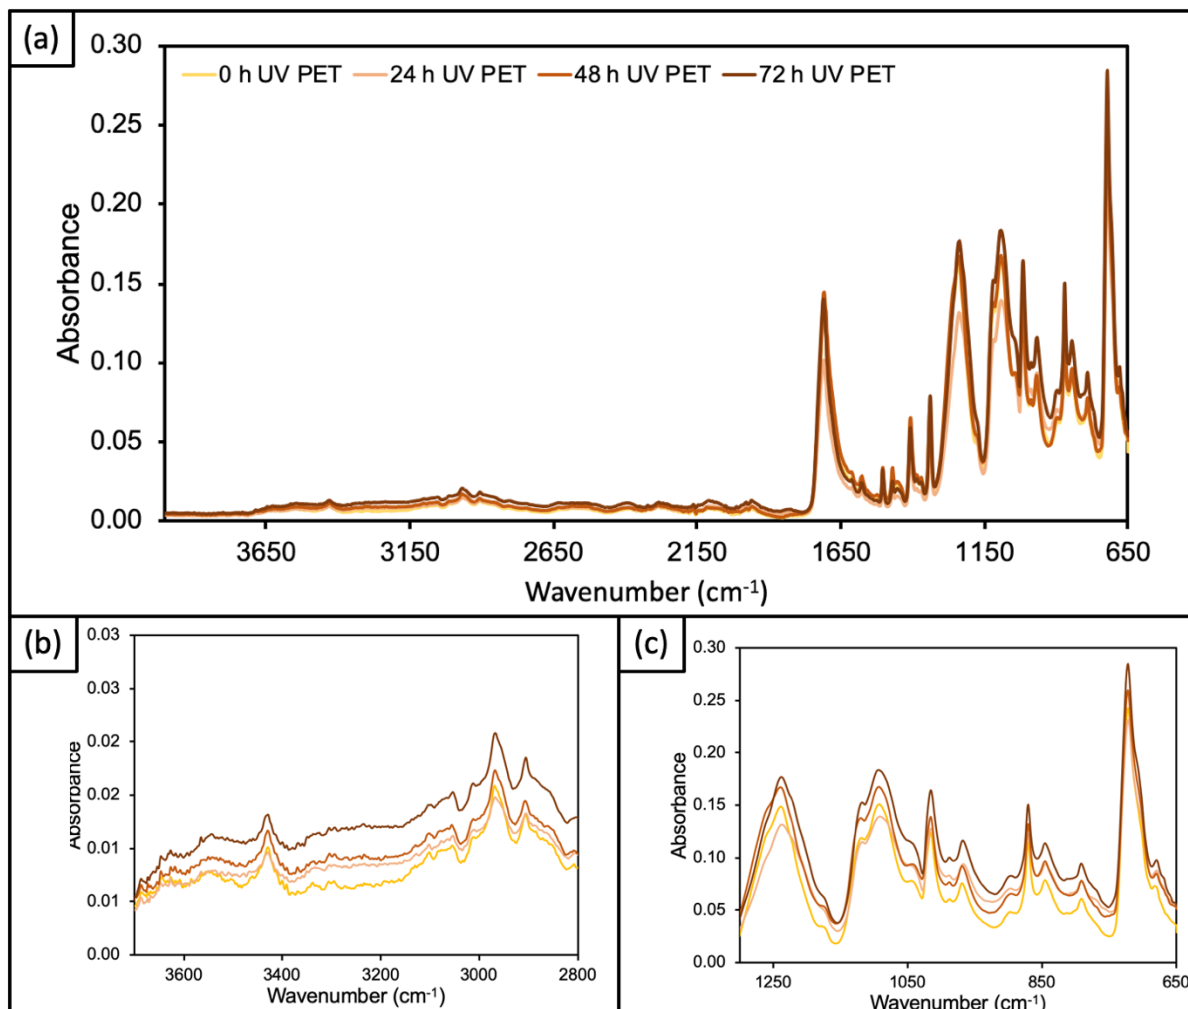 (a)
0.30
0 h UV PET 24 h UV PET 48 h UV PET 72 h UV PET
0.25
0.20
0.15
0.10
0.05
0.00
Absorbance
3650 3150 2650 2150 1650 1150 650
Wavenumber (cm⁻¹)
(b)
0.03
0.03
0.02
0.02
0.01
0.01
0.00
Absorbance
3600 3400 3200 3000 2800
Wavenumber (cm⁻¹)
(c)
0.30
0.25
0.20
0.15
0.10
0.05
0.00
Absorbance
1250 1050 850 650
Wavenumber (cm⁻¹)